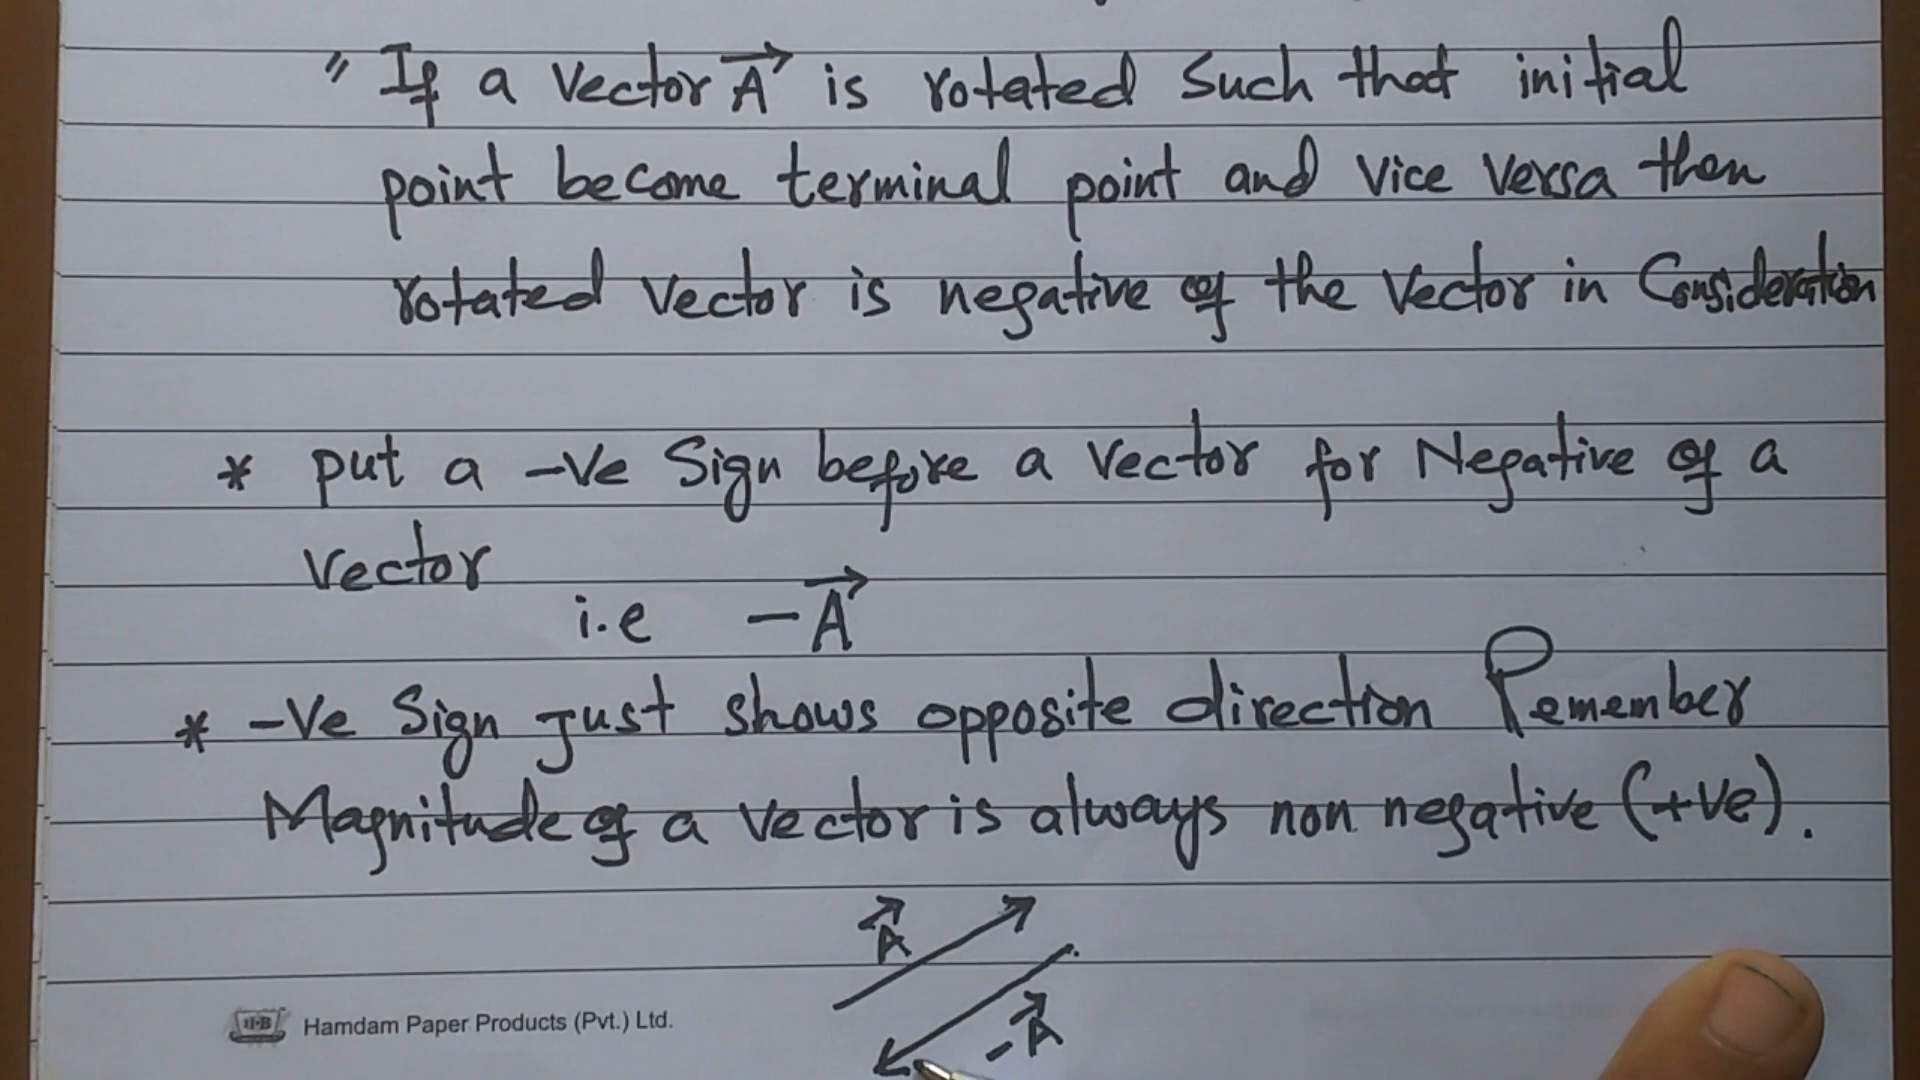 " If a vector A⃗ is rotated such that initial
point become terminal point and vice versa then
rotated vector is negative of the vector in Consideration
* put a -ve Sign before a vector for Negative of a
vector
i.e -A⃗
* -Ve Sign Just shows opposite direction Remember
Magnitude of a vector is always non negative (+ve).
A⃗
-A⃗
HB Hamdam Paper Products (Pvt.) Ltd.